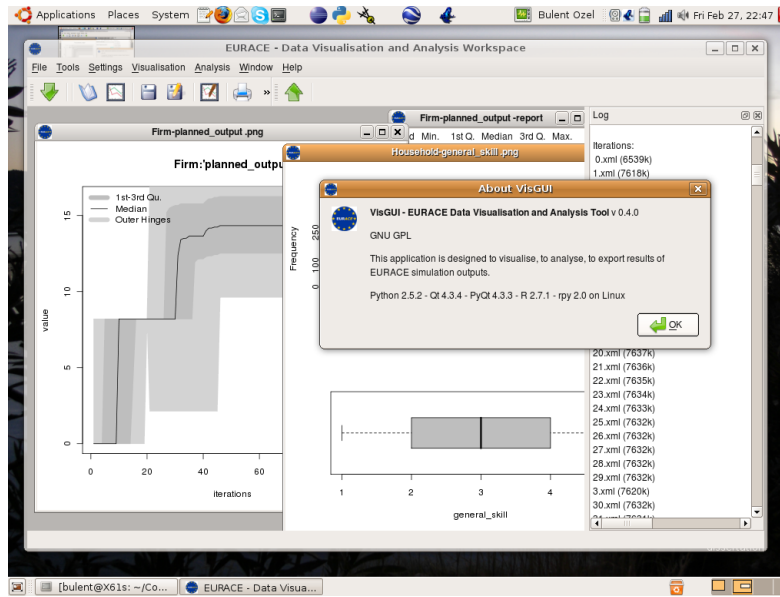 Applications Places System
Bulent Ozel
Fri Feb 27, 22:47
EURACE - Data Visualisation and Analysis Workspace
File Tools Settings Visualisation Analysis Window Help
»
Firm-planned_output -report
Log
Min. 1st Q. Median 3rd Q. Max.
Firm-planned_output .png
Household-general_skill .png
Iterations:
0.xml (6539k)
1.xml (7618k)
Firm:'planned_outpu
1st-3rd Qu.
Median
Outer Hinges
value
0 5 10 15
0 20 40 60
iterations
Frequency
0 100 250
About VisGUI
VisGUI - EURACE Data Visualisation and Analysis Tool v 0.4.0
GNU GPL
This application is designed to visualise, to analyse, to export results of
EURACE simulation outputs.
Python 2.5.2 - Qt 4.3.4 - PyQt 4.3.3 - R 2.7.1 - rpy 2.0 on Linux
OK
20.xml (7637k)
21.xml (7636k)
22.xml (7635k)
23.xml (7634k)
24.xml (7633k)
25.xml (7632k)
26.xml (7632k)
27.xml (7632k)
28.xml (7632k)
29.xml (7632k)
3.xml (7620k)
30.xml (7632k)
1 2 3 4
general_skill
[bulent@X61s: ~/Co...
EURACE - Data Visua...